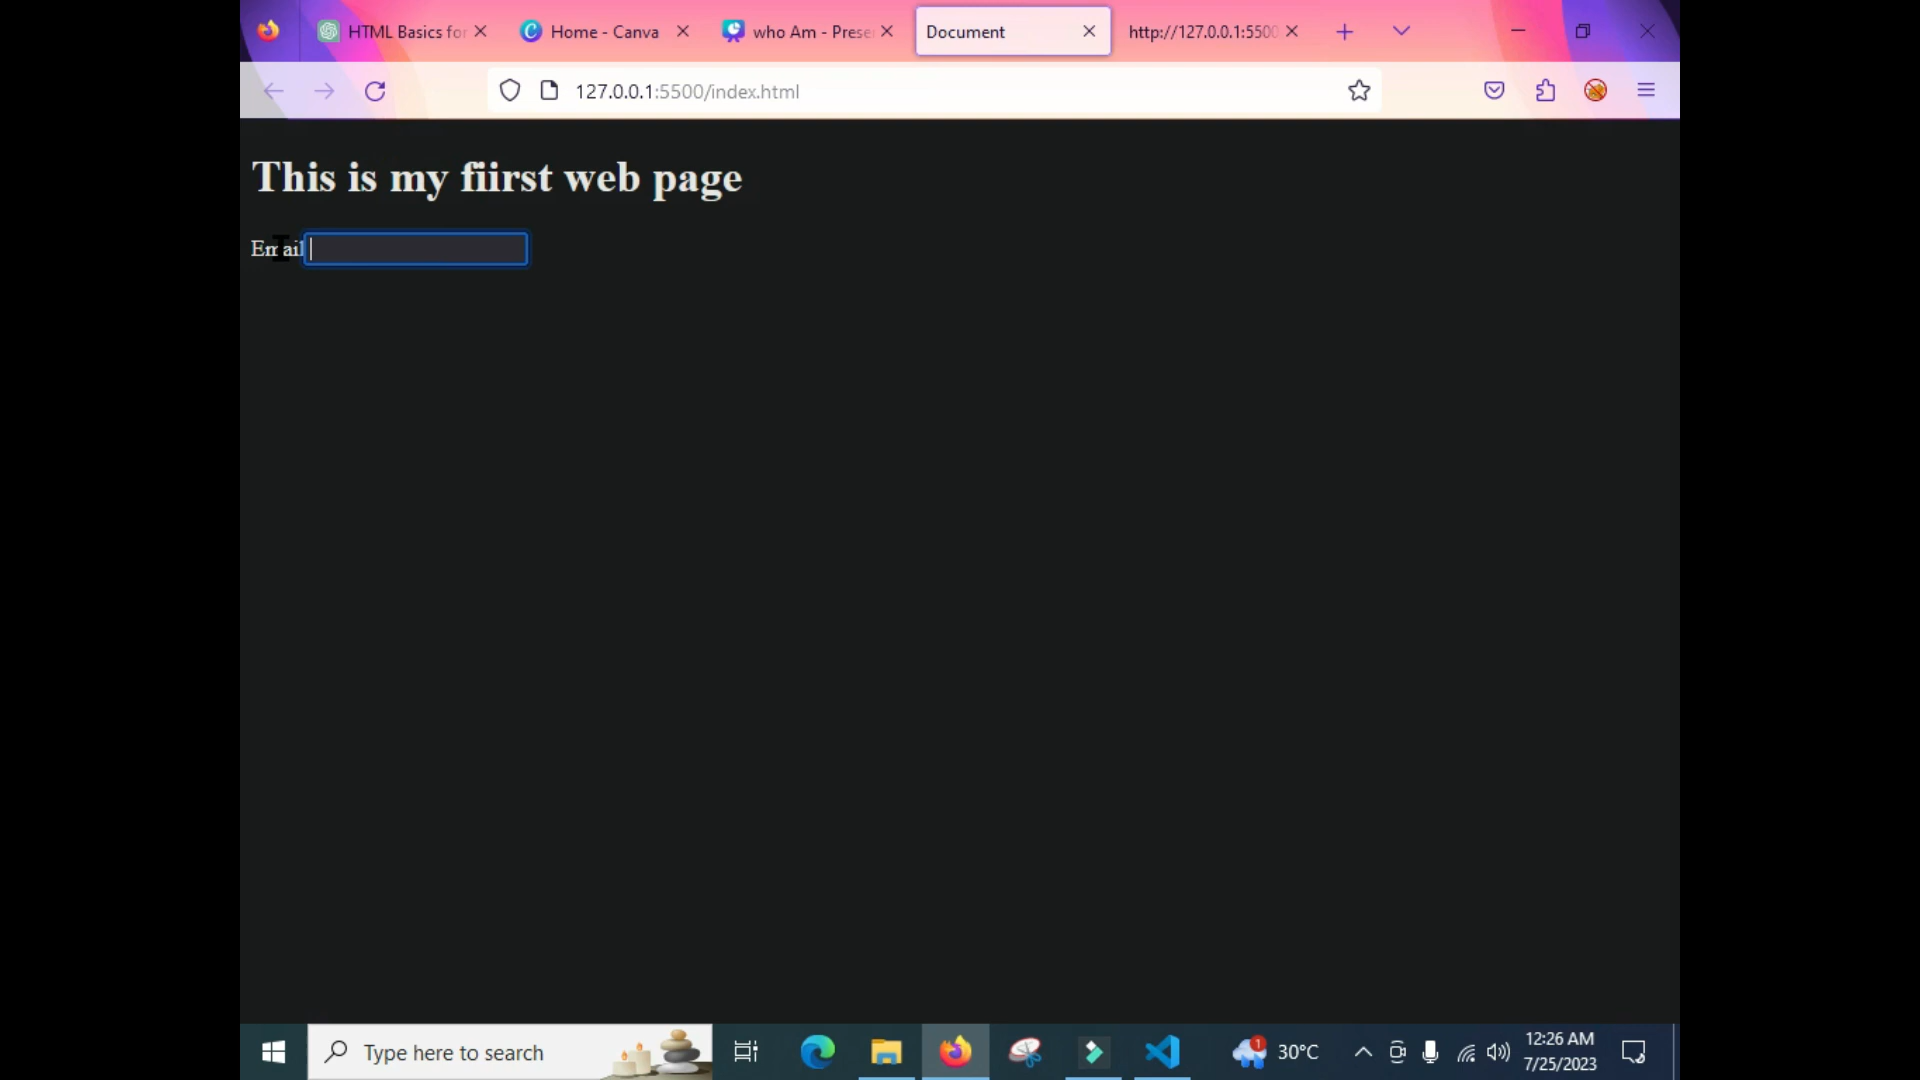 HTML Basics for
Home - Canva
who Am - Prese
Document
http://127.0.0.1:5500
127.0.0.1:5500/index.html
This is my fiirst web page
Email
Type here to search
1
30°C
12:26 AM
7/25/2023